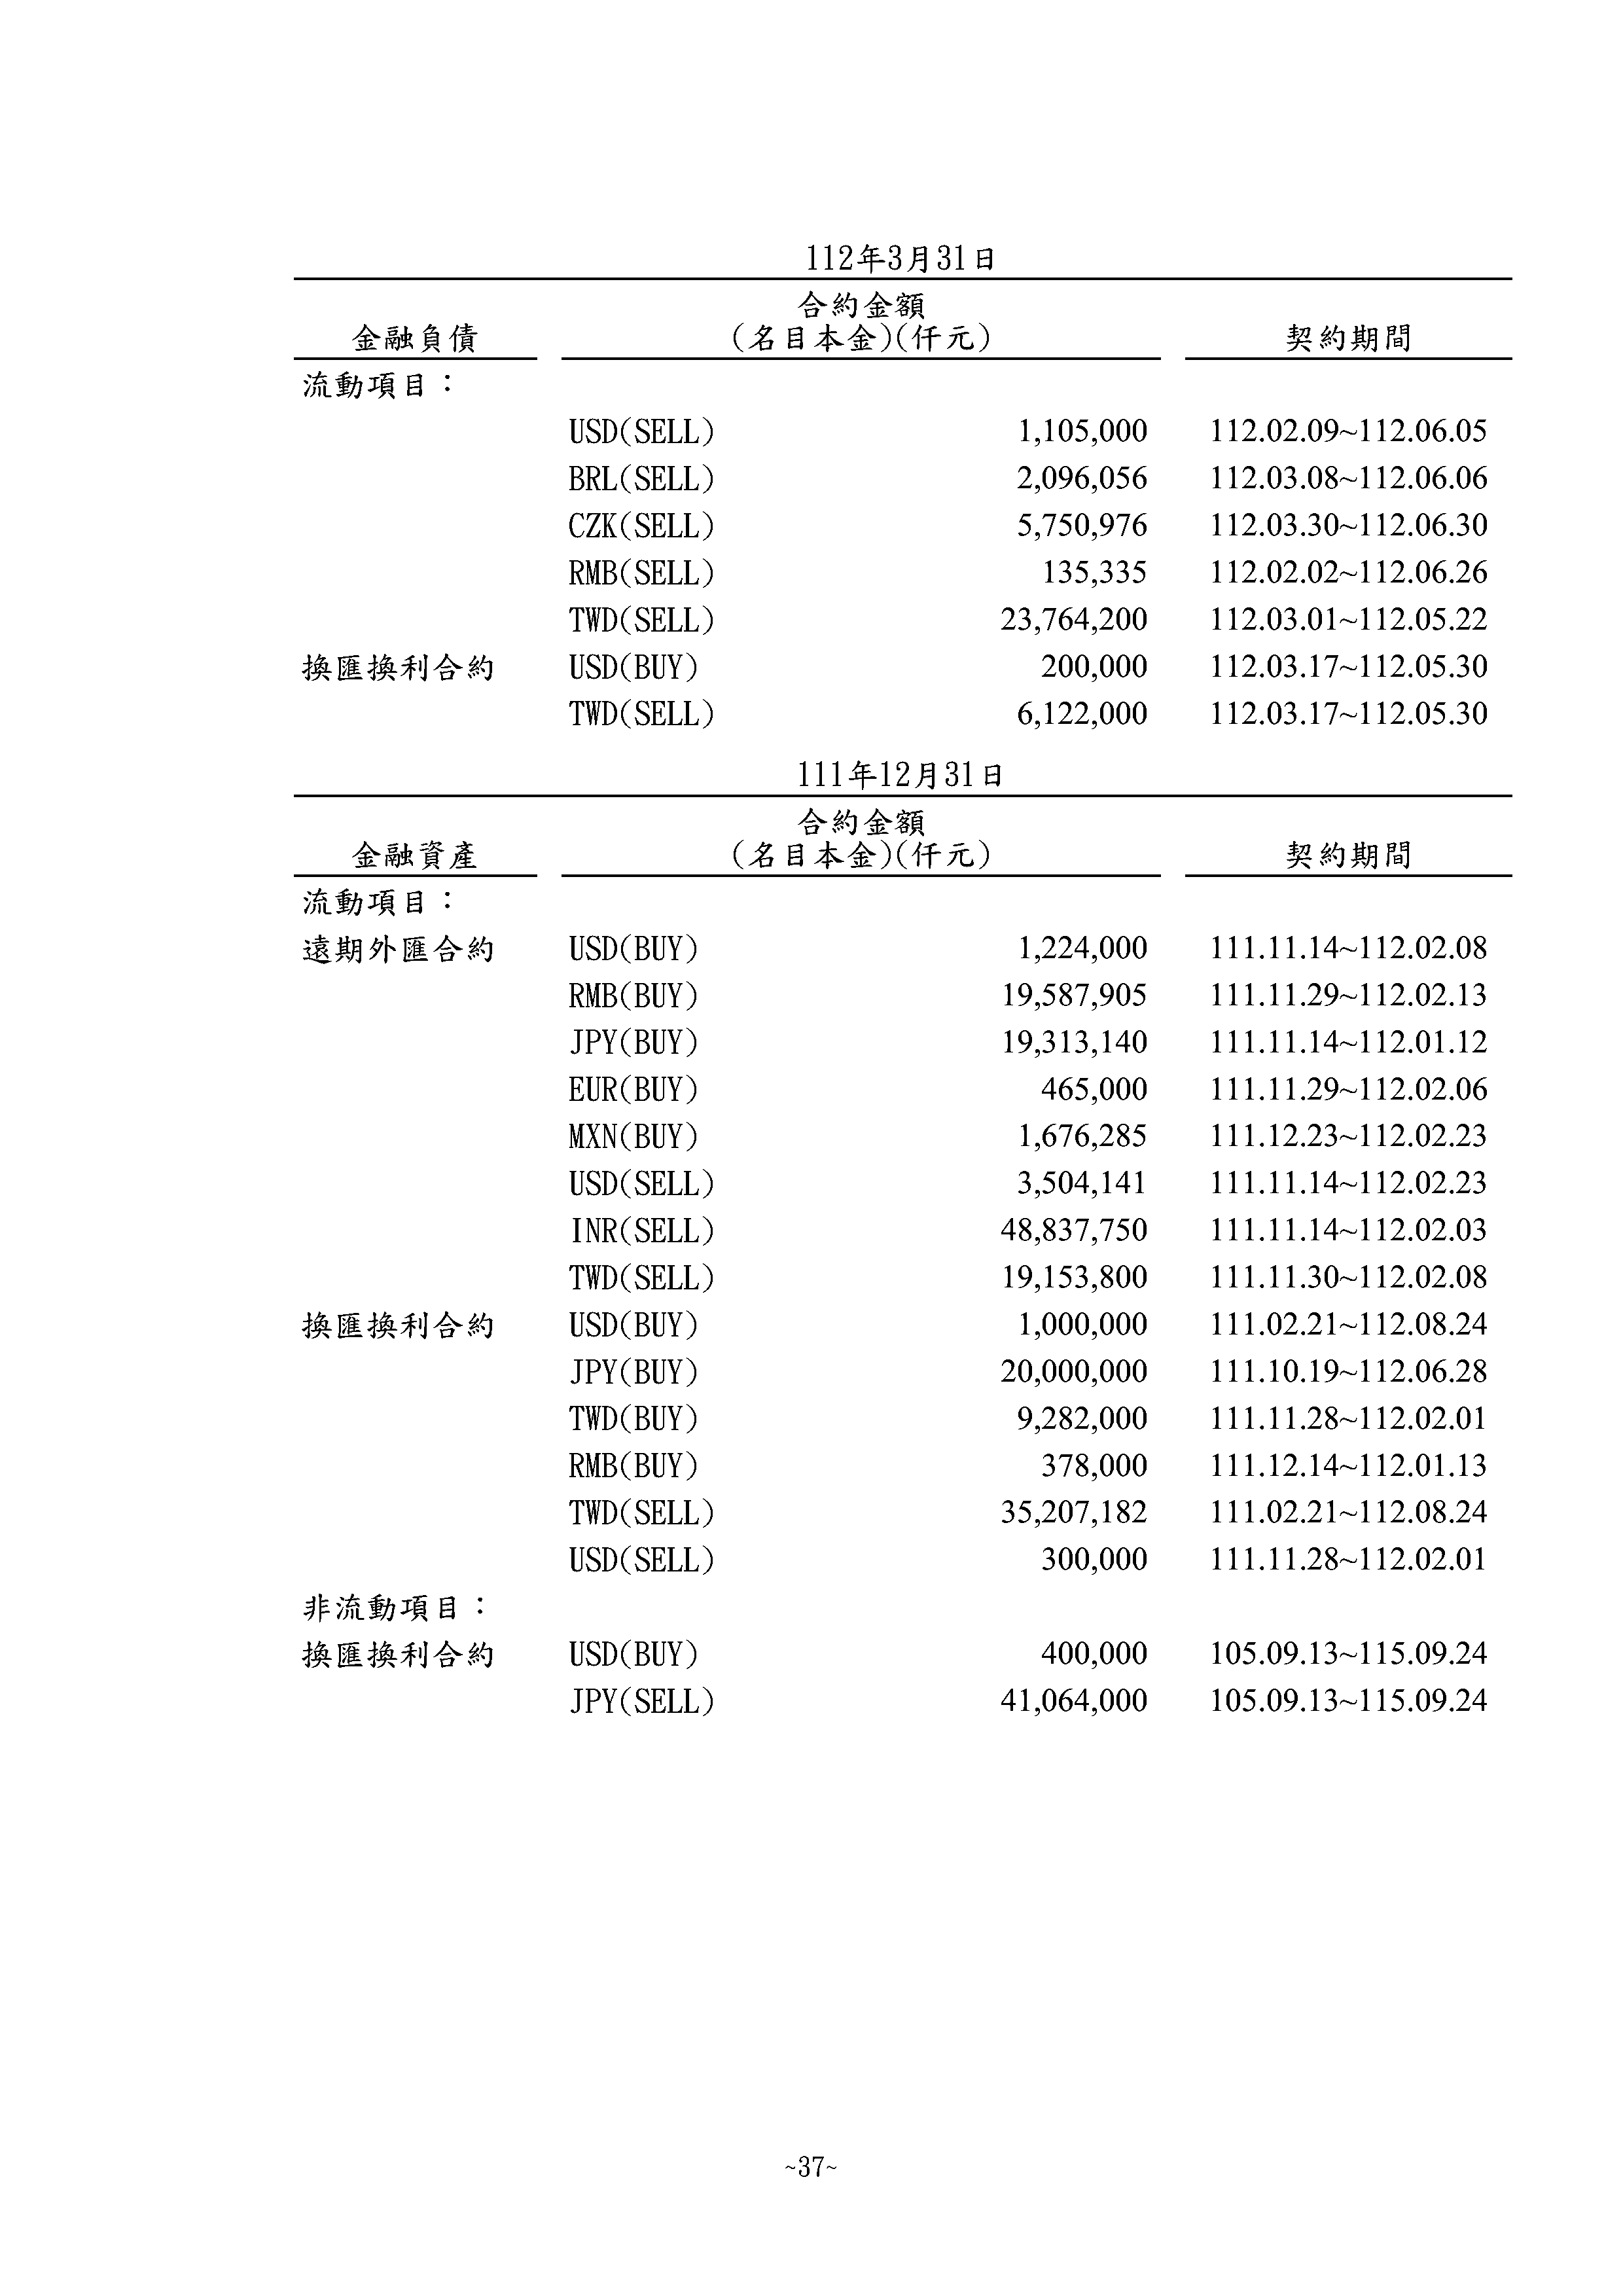 112年3月31日
合約金額
金融負債 (名目本金)(仟元) 契約期間
流動項目：
USD(SELL) 1,105,000 112.02.09~112.06.05
BRL(SELL) 2,096,056 112.03.08~112.06.06
CZK(SELL) 5,750,976 112.03.30~112.06.30
RMB(SELL) 135,335 112.02.02~112.06.26
TWD(SELL) 23,764,200 112.03.01~112.05.22
換匯換利合約 USD(BUY) 200,000 112.03.17~112.05.30
TWD(SELL) 6,122,000 112.03.17~112.05.30
111年12月31日
合約金額
金融資產 (名目本金)(仟元) 契約期間
流動項目：
遠期外匯合約 USD(BUY) 1,224,000 111.11.14~112.02.08
RMB(BUY) 19,587,905 111.11.29~112.02.13
JPY(BUY) 19,313,140 111.11.14~112.01.12
EUR(BUY) 465,000 111.11.29~112.02.06
MXN(BUY) 1,676,285 111.12.23~112.02.23
USD(SELL) 3,504,141 111.11.14~112.02.23
INR(SELL) 48,837,750 111.11.14~112.02.03
TWD(SELL) 19,153,800 111.11.30~112.02.08
換匯換利合約 USD(BUY) 1,000,000 111.02.21~112.08.24
JPY(BUY) 20,000,000 111.10.19~112.06.28
TWD(BUY) 9,282,000 111.11.28~112.02.01
RMB(BUY) 378,000 111.12.14~112.01.13
TWD(SELL) 35,207,182 111.02.21~112.08.24
USD(SELL) 300,000 111.11.28~112.02.01
非流動項目：
換匯換利合約 USD(BUY) 400,000 105.09.13~115.09.24
JPY(SELL) 41,064,000 105.09.13~115.09.24
~37~